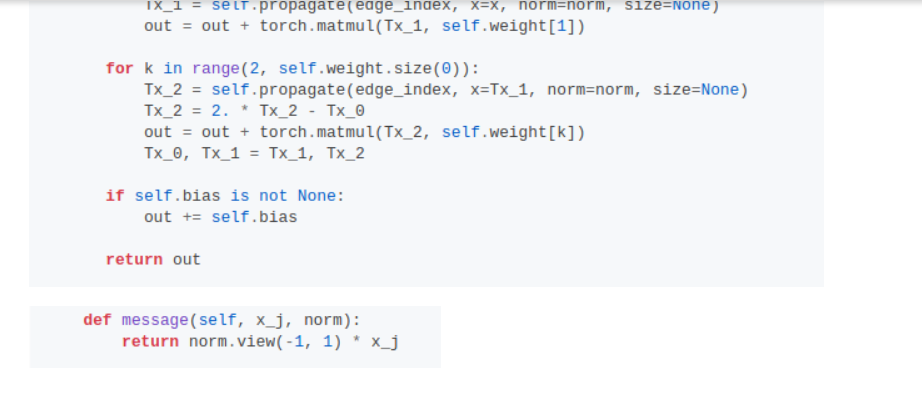 Tx_1 = self.propagate(edge_index, x=x, norm=norm, size=None)
out = out + torch.matmul(Tx_1, self.weight[1])
for k in range(2, self.weight.size(0)):
Tx_2 = self.propagate(edge_index, x=Tx_1, norm=norm, size=None)
Tx_2 = 2. * Tx_2 - Tx_0
out = out + torch.matmul(Tx_2, self.weight[k])
Tx_0, Tx_1 = Tx_1, Tx_2
if self.bias is not None:
out += self.bias
return out
def message(self, x_j, norm):
return norm.view(-1, 1) * x_j